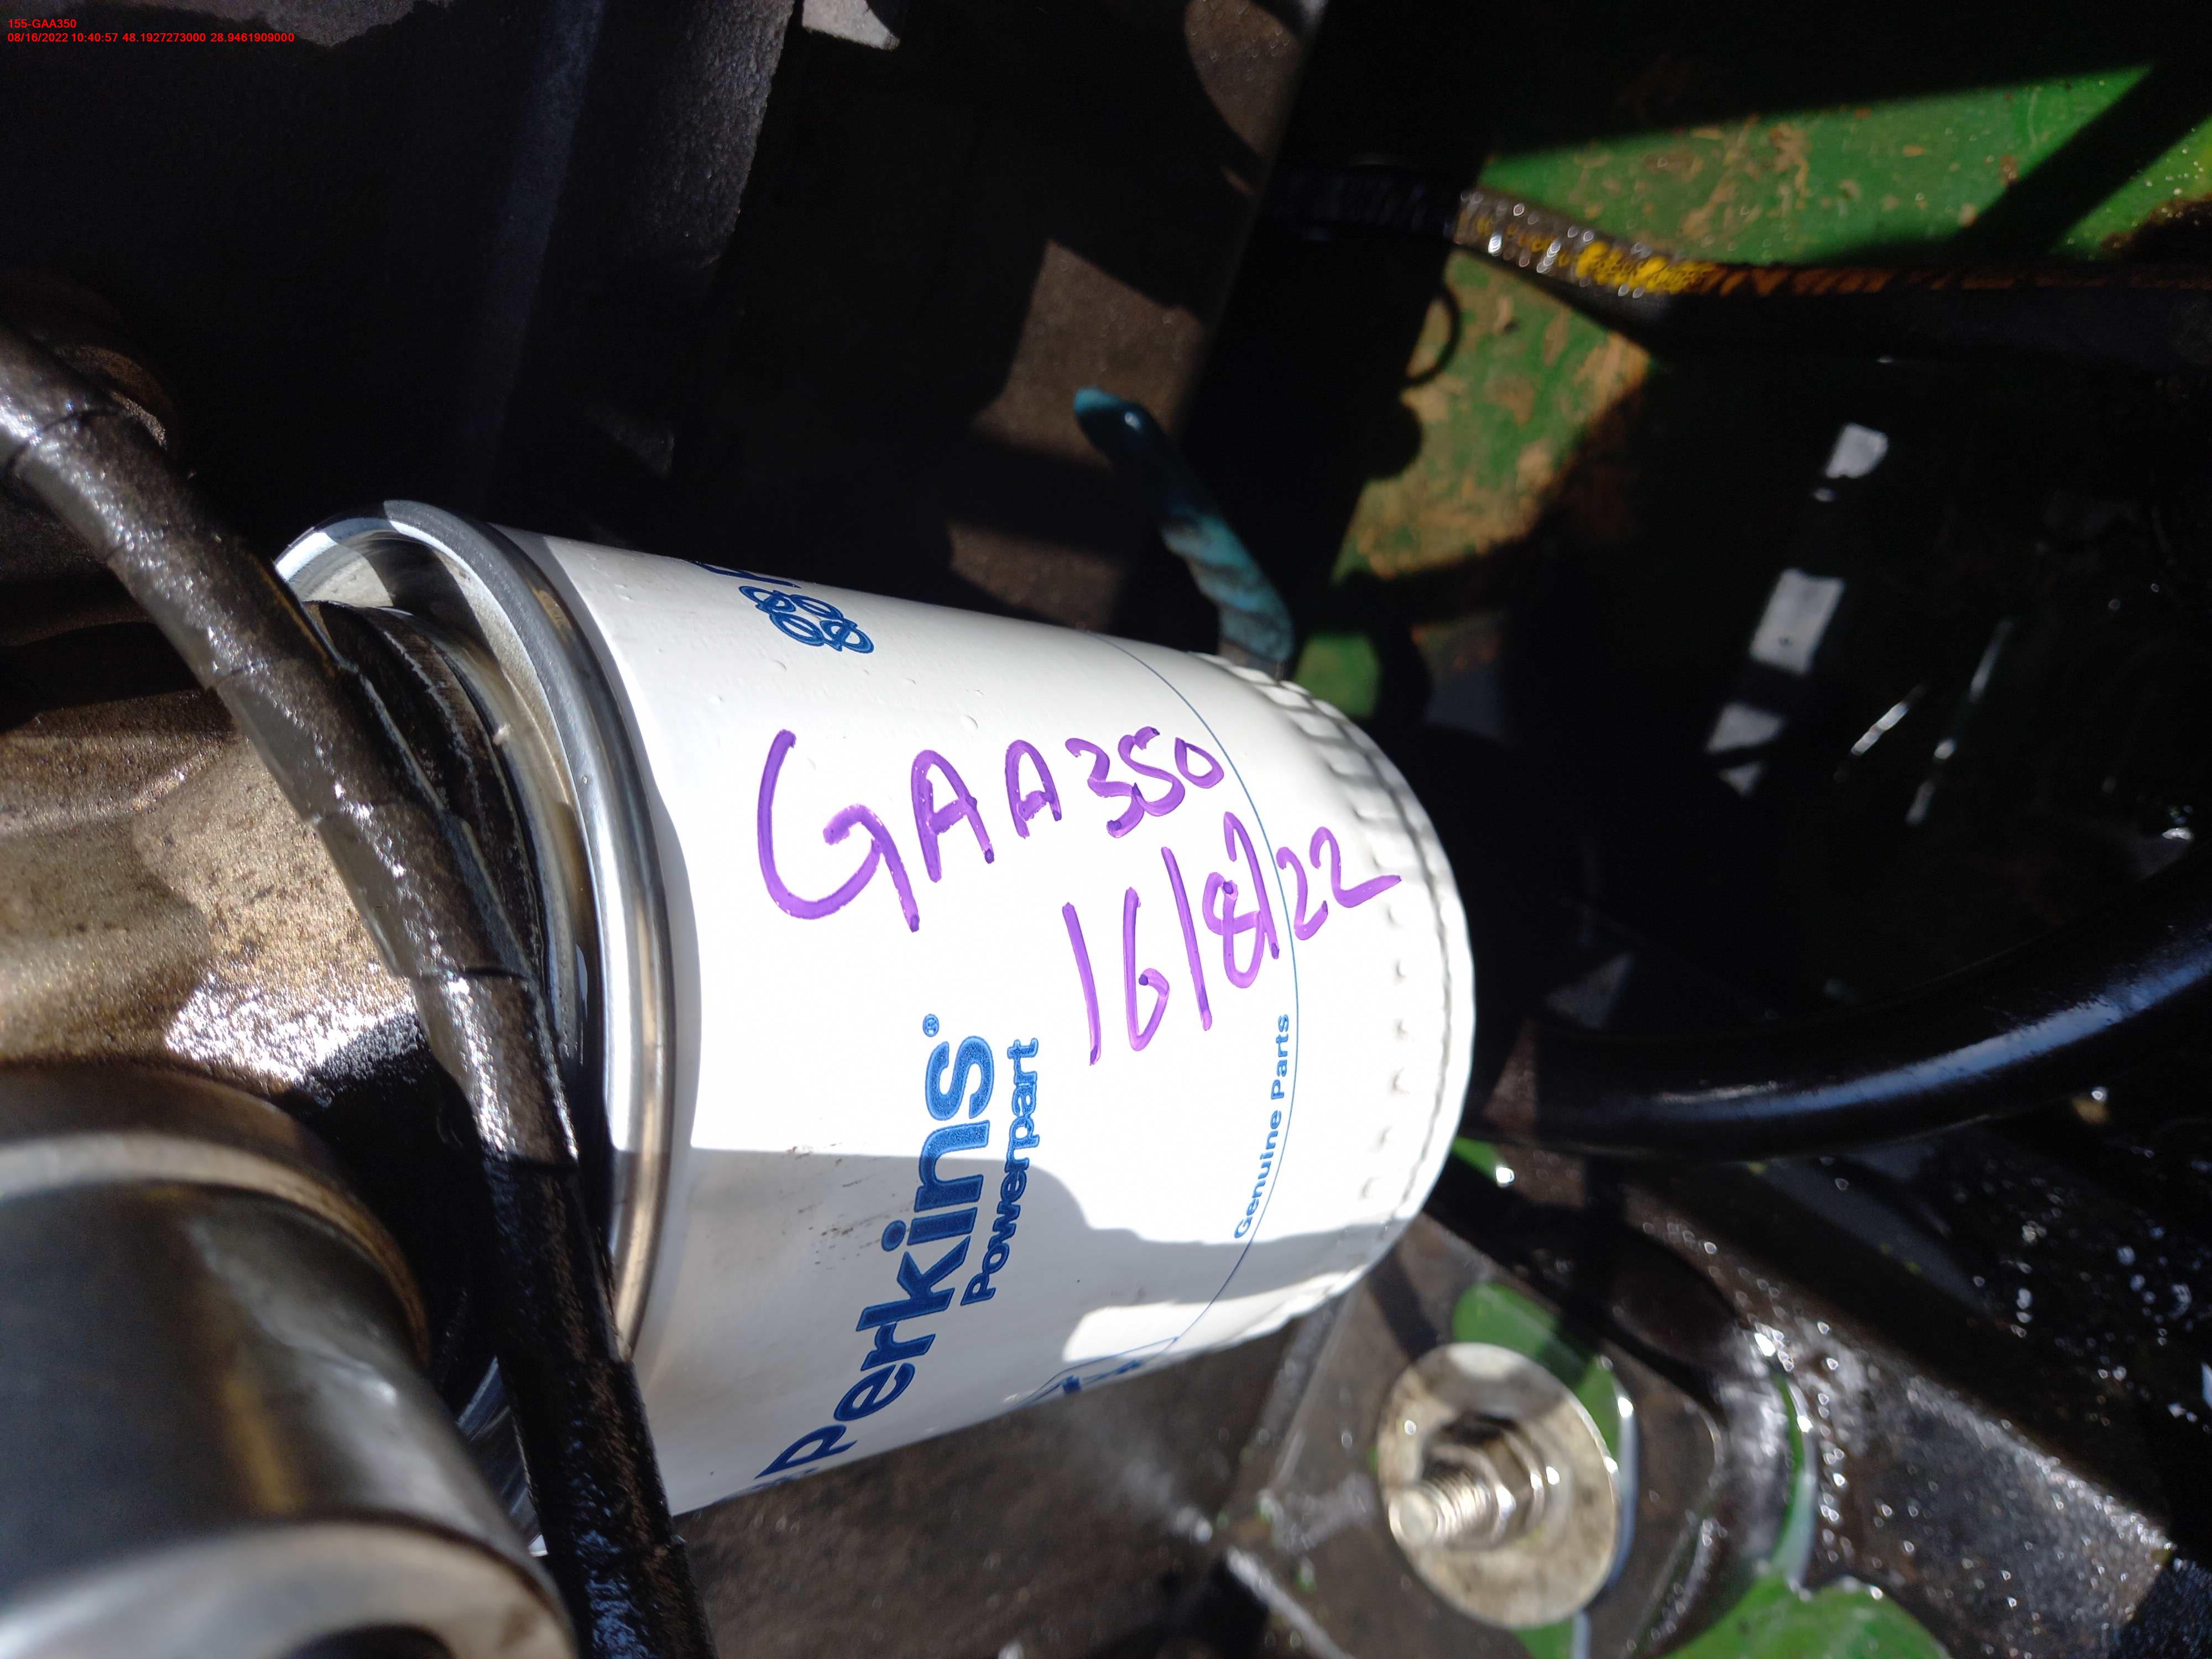 155-GAA350
08/16/2022 10:40:57 48.1927273000 28.9461909000
GAA350
16/8/22
Perkins®
Powerpart
Genuine Parts